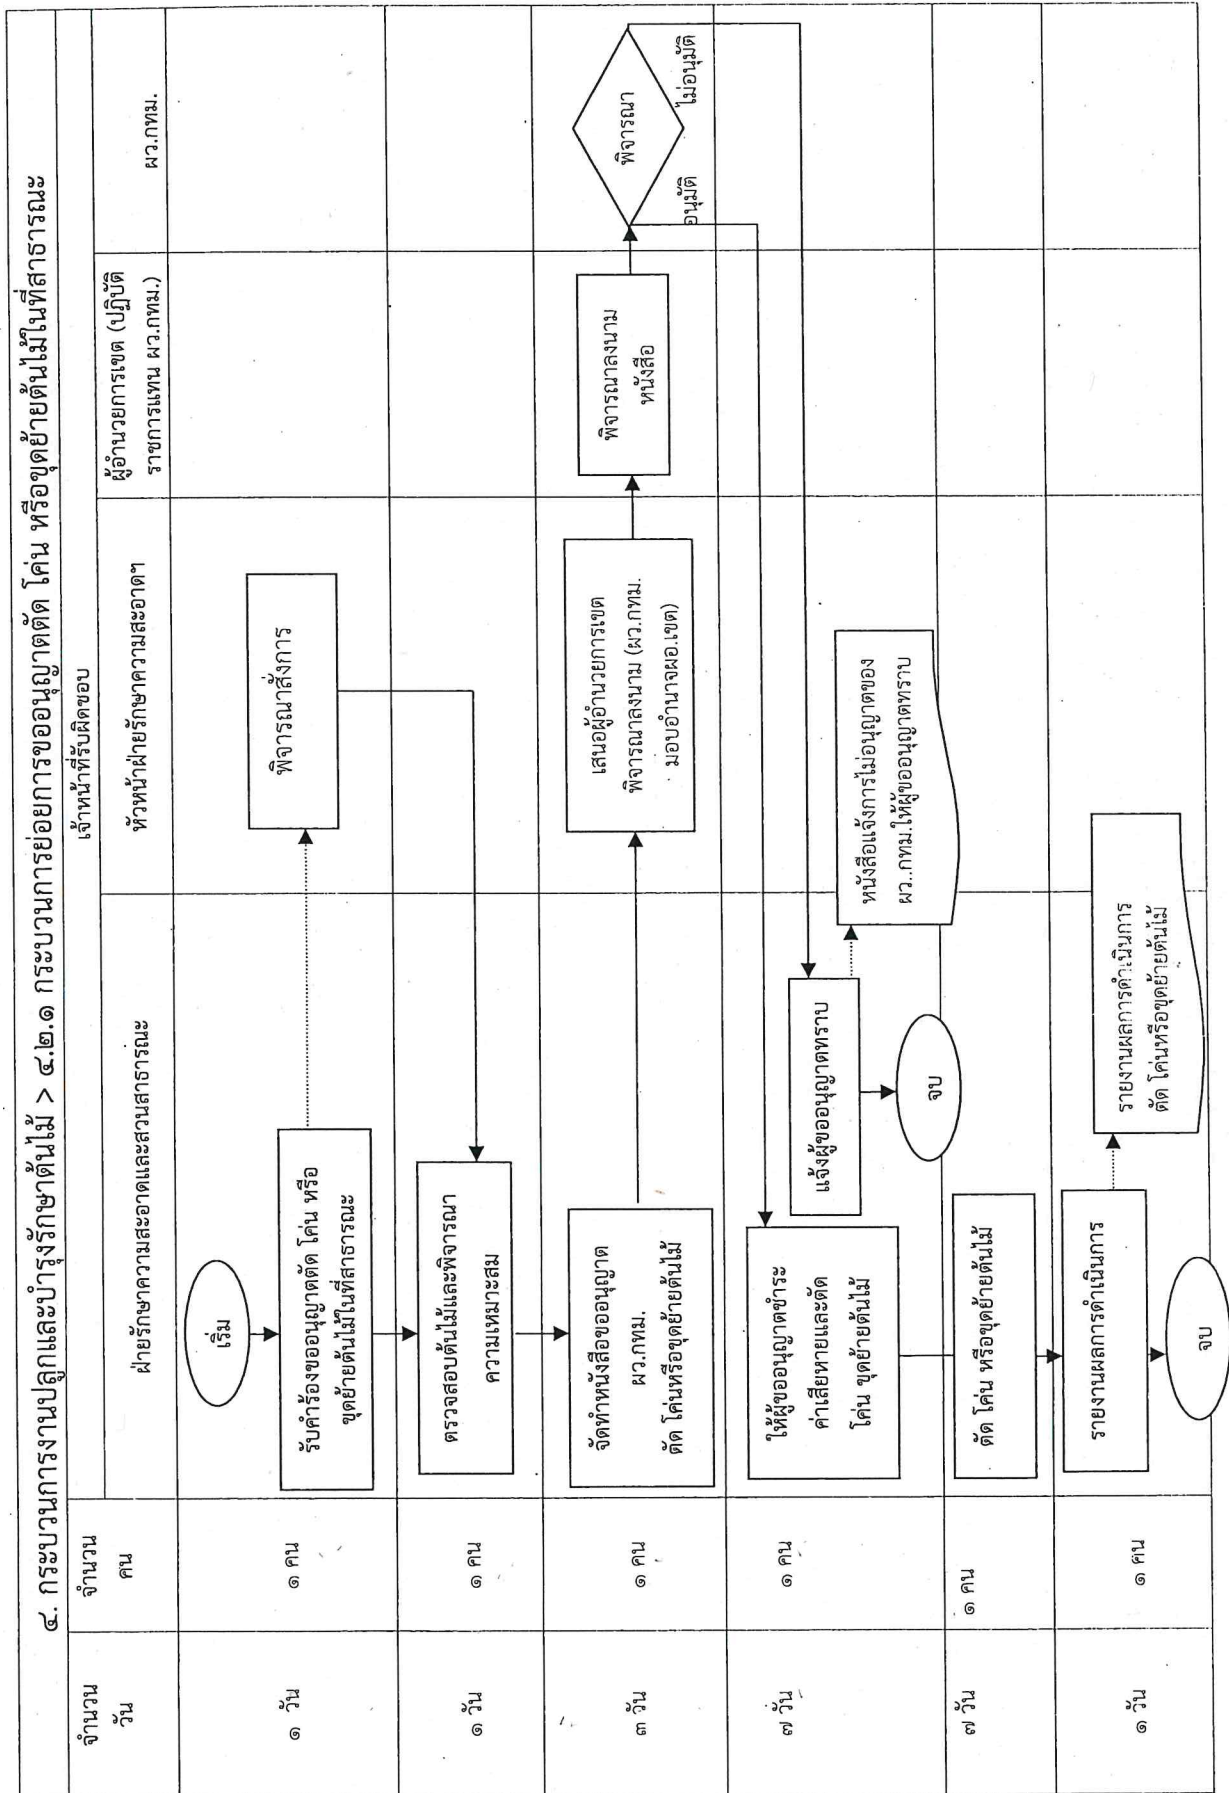 ๔. กระบวนการงานปลูกและบำรุงรักษาต้นไม้ > ๔.๒.๑ กระบวนการย่อยการขออนุญาตตัด โค่น หรือขุดย้ายต้นไม้ในที่สาธารณะ
จำนวน
วัน
จำนวน
คน
เจ้าหน้าที่รับผิดชอบ
ฝ่ายรักษาความสะอาดและสวนสาธารณะ
หัวหน้าฝ่ายรักษาความสะอาดฯ
ผู้อำนวยการเขต (ปฏิบัติ
ราชการแทน ผว.กทม.)
ผว.กทม.
๑ วัน
๑ คน
เริ่ม
รับคำร้องขออนุญาตตัด โค่น หรือ
ขุดย้ายต้นไม้ในที่สาธารณะ
พิจารณาสั่งการ
๑ วัน
๑ คน
ตรวจสอบต้นไม้และพิจารณา
ความเหมาะสม
๓ วัน
๑ คน
จัดทำหนังสือขออนุญาต
ผว.กทม.
ตัด โค่นหรือขุดย้ายต้นไม้
เสนอผู้อำนวยการเขต
พิจารณาลงนาม (ผว.กทม.
มอบอำนาจผอ.เขต)
พิจารณาลงนาม
หนังสือ
พิจารณา
อนุมัติ
ไม่อนุมัติ
๗ วัน
๑ คน
ให้ผู้ขออนุญาตชำระ
ค่าเสียหายและตัด
โค่น ขุดย้ายต้นไม้
แจ้งผู้ขออนุญาตทราบ
หนังสือแจ้งการไม่อนุญาตของ
ผว..กทม.ให้ผู้ขออนุญาตทราบ
จบ
๗ วัน
๑ คน
ตัด โค่น หรือขุดย้ายต้นไม้
๑ วัน
๑ คน
รายงานผลการดำเนินการ
รายงานผลการดำเนินการ
ตัด โค่นหรือขุดย้ายต้นไม้
จบ